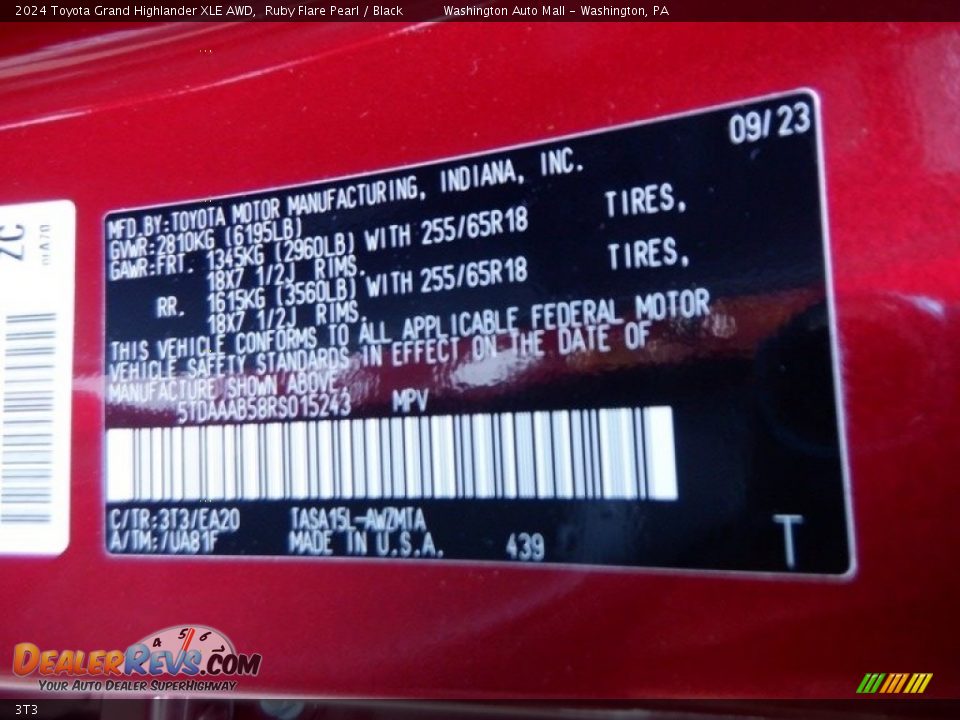 2024 Toyota Grand Highlander XLE AWD,  Ruby Flare Pearl / Black      Washington Auto Mall - Washington, PA
09/23
MFD.BY:TOYOTA MOTOR MANUFACTURING, INDIANA, INC.
GVWR:2810KG (6195LB)
GAWR:FRT. 1345KG (2960LB) WITH 255/65R18 TIRES,
18X7 1/2J RIMS.
RR. 1615KG (3560LB) WITH 255/65R18 TIRES,
18X7 1/2J RIMS.
THIS VEHICLE CONFORMS TO ALL APPLICABLE FEDERAL MOTOR
VEHICLE SAFETY STANDARDS IN EFFECT ON THE DATE OF
MANUFACTURE SHOWN ABOVE.
5TDAAAB58RS015243 MPV
C/TR:3T3/EA20 TASA15L-AWZMTA
A/TM:/UA81F MADE IN U.S.A. 439
T
ZC
4 5 6
DEALERREVS.COM
YOUR AUTO DEALER SUPERHIGHWAY
3T3